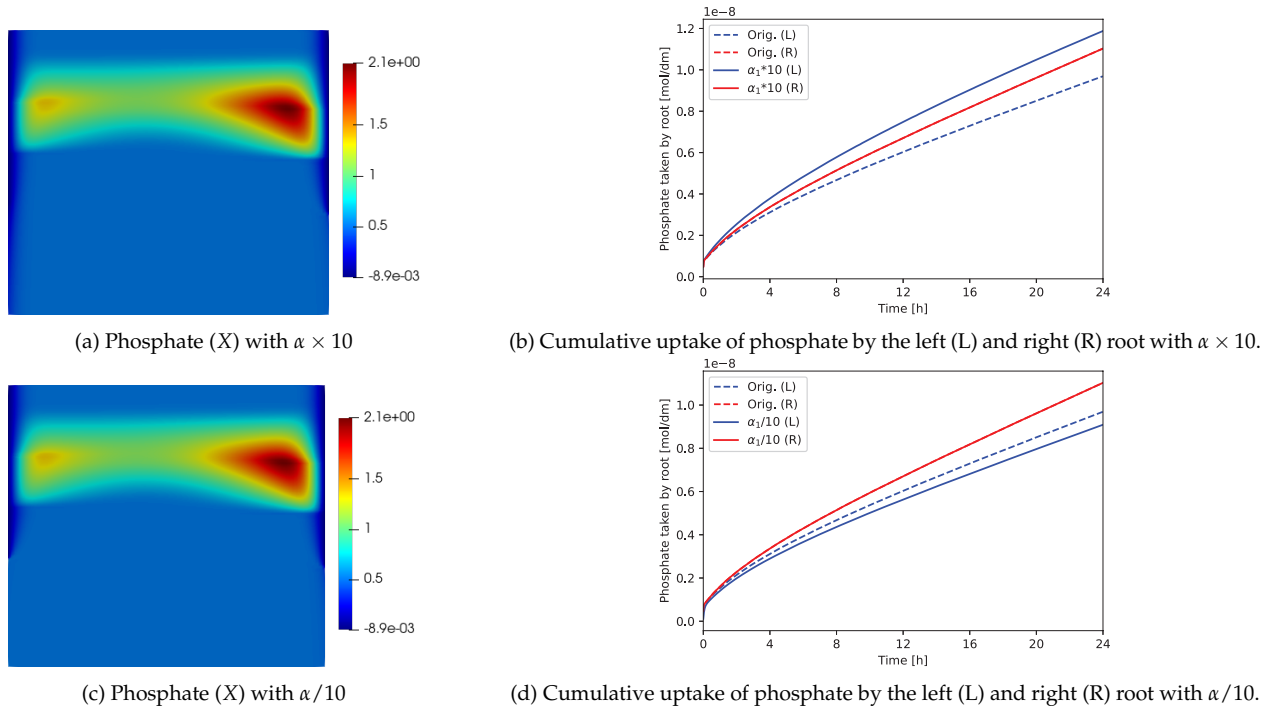 2.1e+00
1.5
1
0.5
-8.9e-03
(a) Phosphate (X) with α × 10
1e−8
Phosphate taken by root [mol/dm]
1.2
1.0
0.8
0.6
0.4
0.2
0.0
Orig. (L)
Orig. (R)
α₁*10 (L)
α₁*10 (R)
0 4 8 12 16 20 24
Time [h]
(b) Cumulative uptake of phosphate by the left (L) and right (R) root with α × 10.
2.1e+00
1.5
1
0.5
-8.9e-03
(c) Phosphate (X) with α/10
1e−8
Phosphate taken by root [mol/dm]
1.0
0.8
0.6
0.4
0.2
0.0
Orig. (L)
Orig. (R)
α₁/10 (L)
α₁/10 (R)
0 4 8 12 16 20 24
Time [h]
(d) Cumulative uptake of phosphate by the left (L) and right (R) root with α/10.